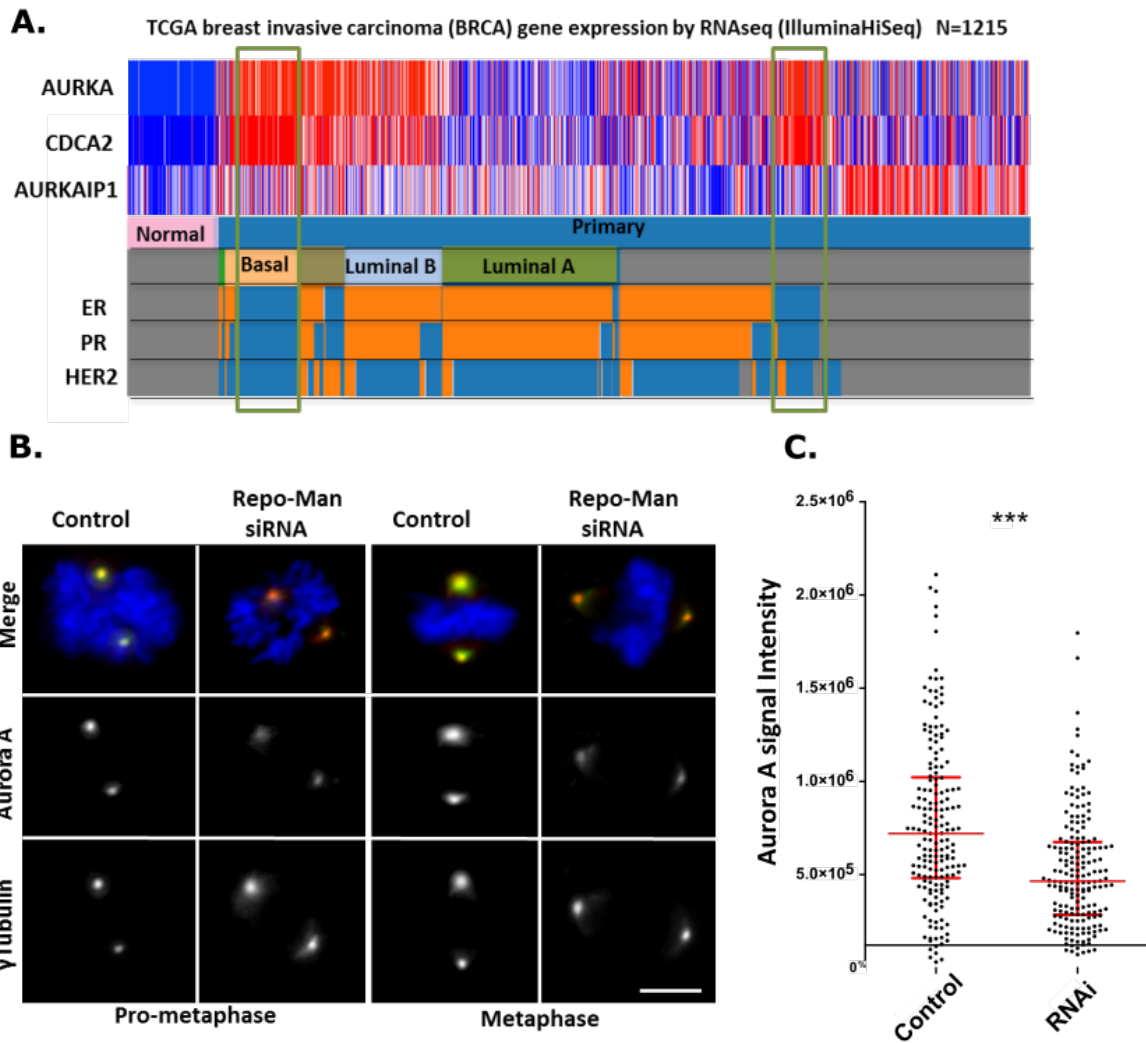 A.
TCGA breast invasive carcinoma (BRCA) gene expression by RNAseq (IlluminaHiSeq) N=1215
AURKA
CDCA2
AURKAIP1
Normal
Primary
Basal
Luminal B
Luminal A
ER
PR
HER2
B.
Control
Repo-Man
siRNA
Control
Repo-Man
siRNA
Merge
Aurora A
γTubulin
Pro-metaphase
Metaphase
C.
***
Aurora A signal Intensity
2.5×10⁶
2.0×10⁶
1.5×10⁶
1.0×10⁶
5.0×10⁵
0%
Control
RNAi